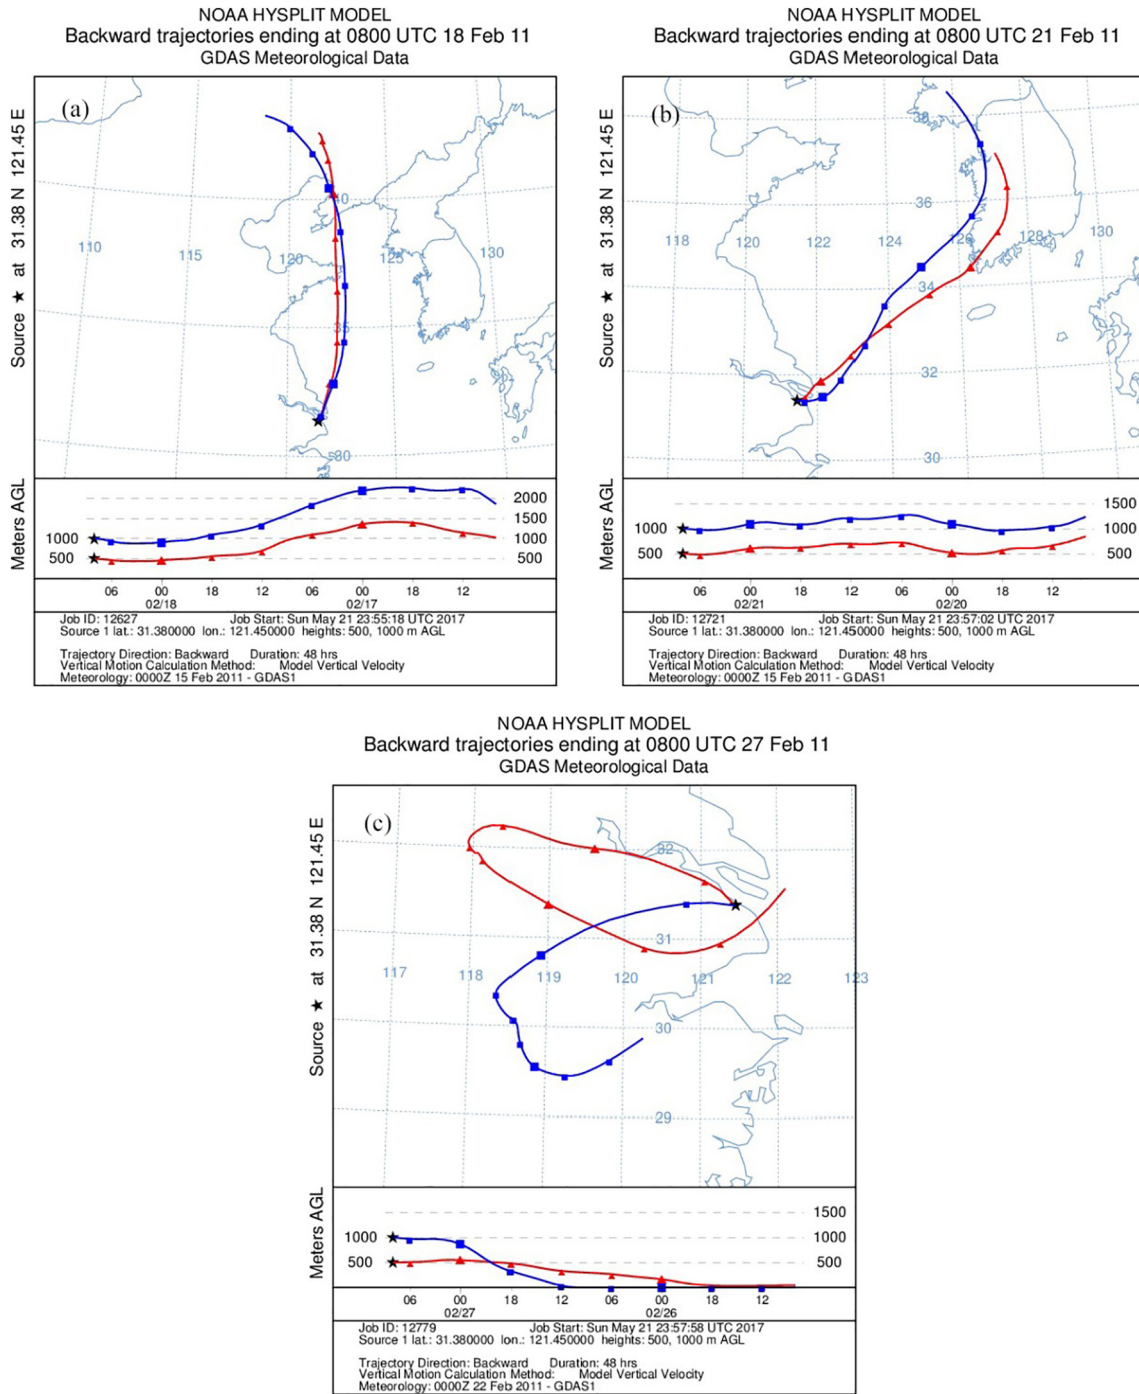 NOAA HYSPLIT MODEL
Backward trajectories ending at 0800 UTC 18 Feb 11
GDAS Meteorological Data
(a)
Source ★ at 31.38 N 121.45 E
40
110
115
120
125
130
35
30
Meters AGL
2000
1500
1000
1000
500
500
06 00 18 12 06 00 18 12
02/18 02/17
Job ID: 12627 Job Start: Sun May 21 23:55:18 UTC 2017
Source 1 lat.: 31.380000 lon.: 121.450000 heights: 500, 1000 m AGL
Trajectory Direction: Backward Duration: 48 hrs
Vertical Motion Calculation Method: Model Vertical Velocity
Meteorology: 0000Z 15 Feb 2011 - GDAS1
NOAA HYSPLIT MODEL
Backward trajectories ending at 0800 UTC 21 Feb 11
GDAS Meteorological Data
(b)
Source ★ at 31.38 N 121.45 E
38
36
118 120 122 124 126 128 130
34
32
30
Meters AGL
1500
1000 1000
500 500
06 00 18 12 06 00 18 12
02/21 02/20
Job ID: 12721 Job Start: Sun May 21 23:57:02 UTC 2017
Source 1 lat.: 31.380000 lon.: 121.450000 heights: 500, 1000 m AGL
Trajectory Direction: Backward Duration: 48 hrs
Vertical Motion Calculation Method: Model Vertical Velocity
Meteorology: 0000Z 15 Feb 2011 - GDAS1
NOAA HYSPLIT MODEL
Backward trajectories ending at 0800 UTC 27 Feb 11
GDAS Meteorological Data
(c)
Source ★ at 31.38 N 121.45 E
32
31
117 118 119 120 121 122 123
30
29
Meters AGL
1500
1000 1000
500 500
06 00 18 12 06 00 18 12
02/27 02/26
Job ID: 12779 Job Start: Sun May 21 23:57:58 UTC 2017
Source 1 lat.: 31.380000 lon.: 121.450000 heights: 500, 1000 m AGL
Trajectory Direction: Backward Duration: 48 hrs
Vertical Motion Calculation Method: Model Vertical Velocity
Meteorology: 0000Z 22 Feb 2011 - GDAS1